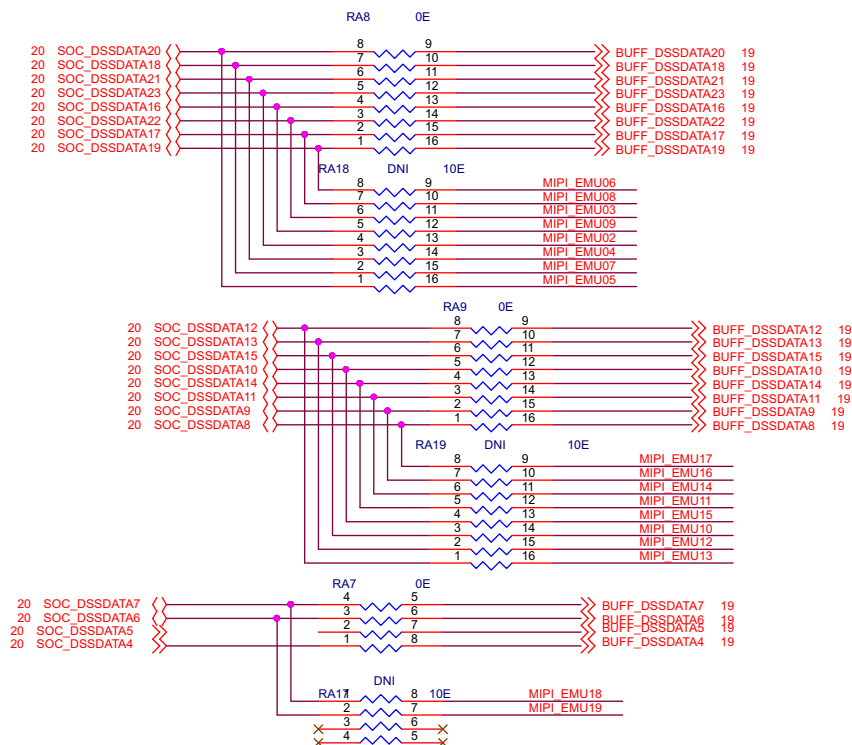 RA8 0E
20 SOC_DSSDATA20 8 9 BUFF_DSSDATA20 19
20 SOC_DSSDATA18 7 10 BUFF_DSSDATA18 19
20 SOC_DSSDATA21 6 11 BUFF_DSSDATA21 19
20 SOC_DSSDATA23 5 12 BUFF_DSSDATA23 19
20 SOC_DSSDATA16 4 13 BUFF_DSSDATA16 19
20 SOC_DSSDATA22 3 14 BUFF_DSSDATA22 19
20 SOC_DSSDATA17 2 15 BUFF_DSSDATA17 19
20 SOC_DSSDATA19 1 16 BUFF_DSSDATA19 19
RA18 DNI 10E
8 9 MIPI_EMU06
7 10 MIPI_EMU08
6 11 MIPI_EMU03
5 12 MIPI_EMU09
4 13 MIPI_EMU02
3 14 MIPI_EMU04
2 15 MIPI_EMU07
1 16 MIPI_EMU05
RA9 0E
20 SOC_DSSDATA12 8 9 BUFF_DSSDATA12 19
20 SOC_DSSDATA13 7 10 BUFF_DSSDATA13 19
20 SOC_DSSDATA15 6 11 BUFF_DSSDATA15 19
20 SOC_DSSDATA10 5 12 BUFF_DSSDATA10 19
20 SOC_DSSDATA14 4 13 BUFF_DSSDATA14 19
20 SOC_DSSDATA11 3 14 BUFF_DSSDATA11 19
20 SOC_DSSDATA9 2 15 BUFF_DSSDATA9 19
20 SOC_DSSDATA8 1 16 BUFF_DSSDATA8 19
RA19 DNI 10E
8 9 MIPI_EMU17
7 10 MIPI_EMU16
6 11 MIPI_EMU14
5 12 MIPI_EMU11
4 13 MIPI_EMU15
3 14 MIPI_EMU10
2 15 MIPI_EMU12
1 16 MIPI_EMU13
RA7 0E
20 SOC_DSSDATA7 4 5 BUFF_DSSDATA7 19
20 SOC_DSSDATA6 3 6 BUFF_DSSDATA6 19
20 SOC_DSSDATA5 2 7 BUFF_DSSDATA5 19
20 SOC_DSSDATA4 1 8 BUFF_DSSDATA4 19
RA17 DNI 10E
1 8 MIPI_EMU18
2 7 MIPI_EMU19
3 6
4 5